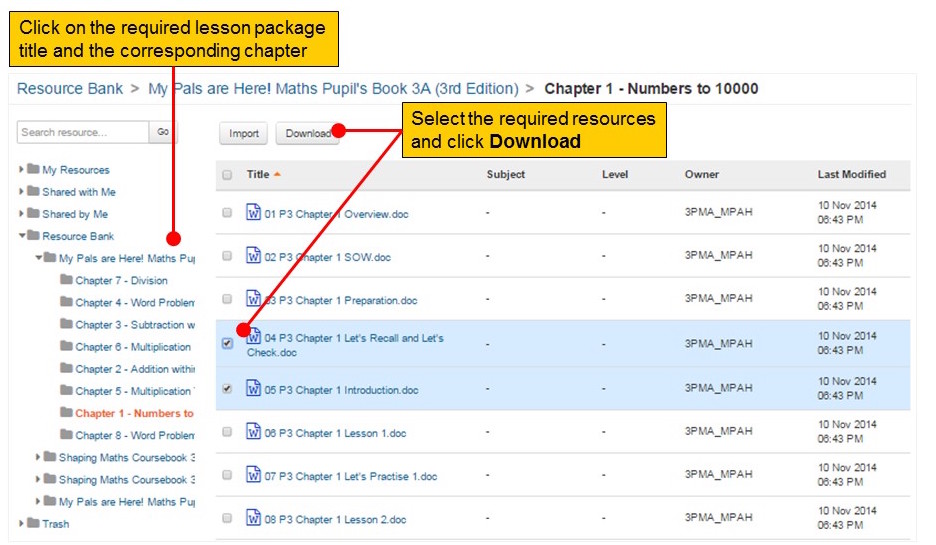 Click on the required lesson package
title and the corresponding chapter
Resource Bank > My Pals are Here! Maths Pupil's Book 3A (3rd Edition) > Chapter 1 - Numbers to 10000
Select the required resources
and click Download
Search resource... Go
Import Download
My Resources
Shared with Me
Shared by Me
Resource Bank
My Pals are Here! Maths Pu
Chapter 7 - Division
Chapter 4 - Word Problem
Chapter 3 - Subtraction w
Chapter 6 - Multiplication
Chapter 2 - Addition within
Chapter 5 - Multiplication
Chapter 1 - Numbers to
Chapter 8 - Word Problem
Shaping Maths Coursebook 3
Shaping Maths Coursebook 3
My Pals are Here! Maths Pu
Trash
Title Subject Level Owner Last Modified
01 P3 Chapter 1 Overview.doc - - 3PMA_MPAH 10 Nov 2014
06:43 PM
02 P3 Chapter 1 SOW.doc - - 3PMA_MPAH 10 Nov 2014
06:43 PM
03 P3 Chapter 1 Preparation.doc - - 3PMA_MPAH 10 Nov 2014
06:43 PM
04 P3 Chapter 1 Let's Recall and Let's - - 3PMA_MPAH 10 Nov 2014
Check.doc 06:43 PM
05 P3 Chapter 1 Introduction.doc - - 3PMA_MPAH 10 Nov 2014
06:43 PM
06 P3 Chapter 1 Lesson 1.doc - - 3PMA_MPAH 10 Nov 2014
06:43 PM
07 P3 Chapter 1 Let's Practise 1.doc - - 3PMA_MPAH 10 Nov 2014
06:43 PM
08 P3 Chapter 1 Lesson 2.doc - - 3PMA_MPAH 10 Nov 2014
06:43 PM